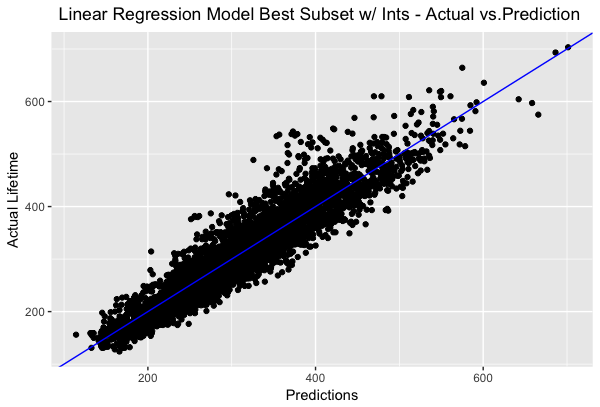 Linear Regression Model Best Subset w/ Ints - Actual vs.Prediction
Actual Lifetime
600
400
200
200 400 600
Predictions